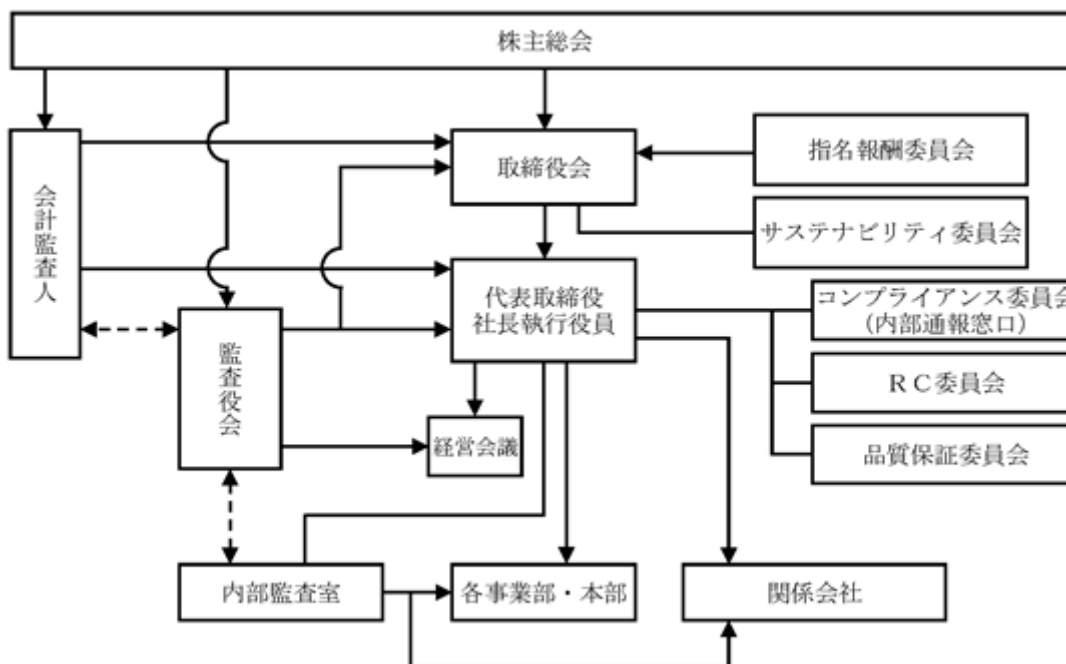 株主総会
会計監査人
取締役会
指名報酬委員会
サステナビリティ委員会
代表取締役
社長執行役員
コンプライアンス委員会
(内部通報窓口)
監査役会
RC委員会
経営会議
品質保証委員会
内部監査室
各事業部・本部
関係会社